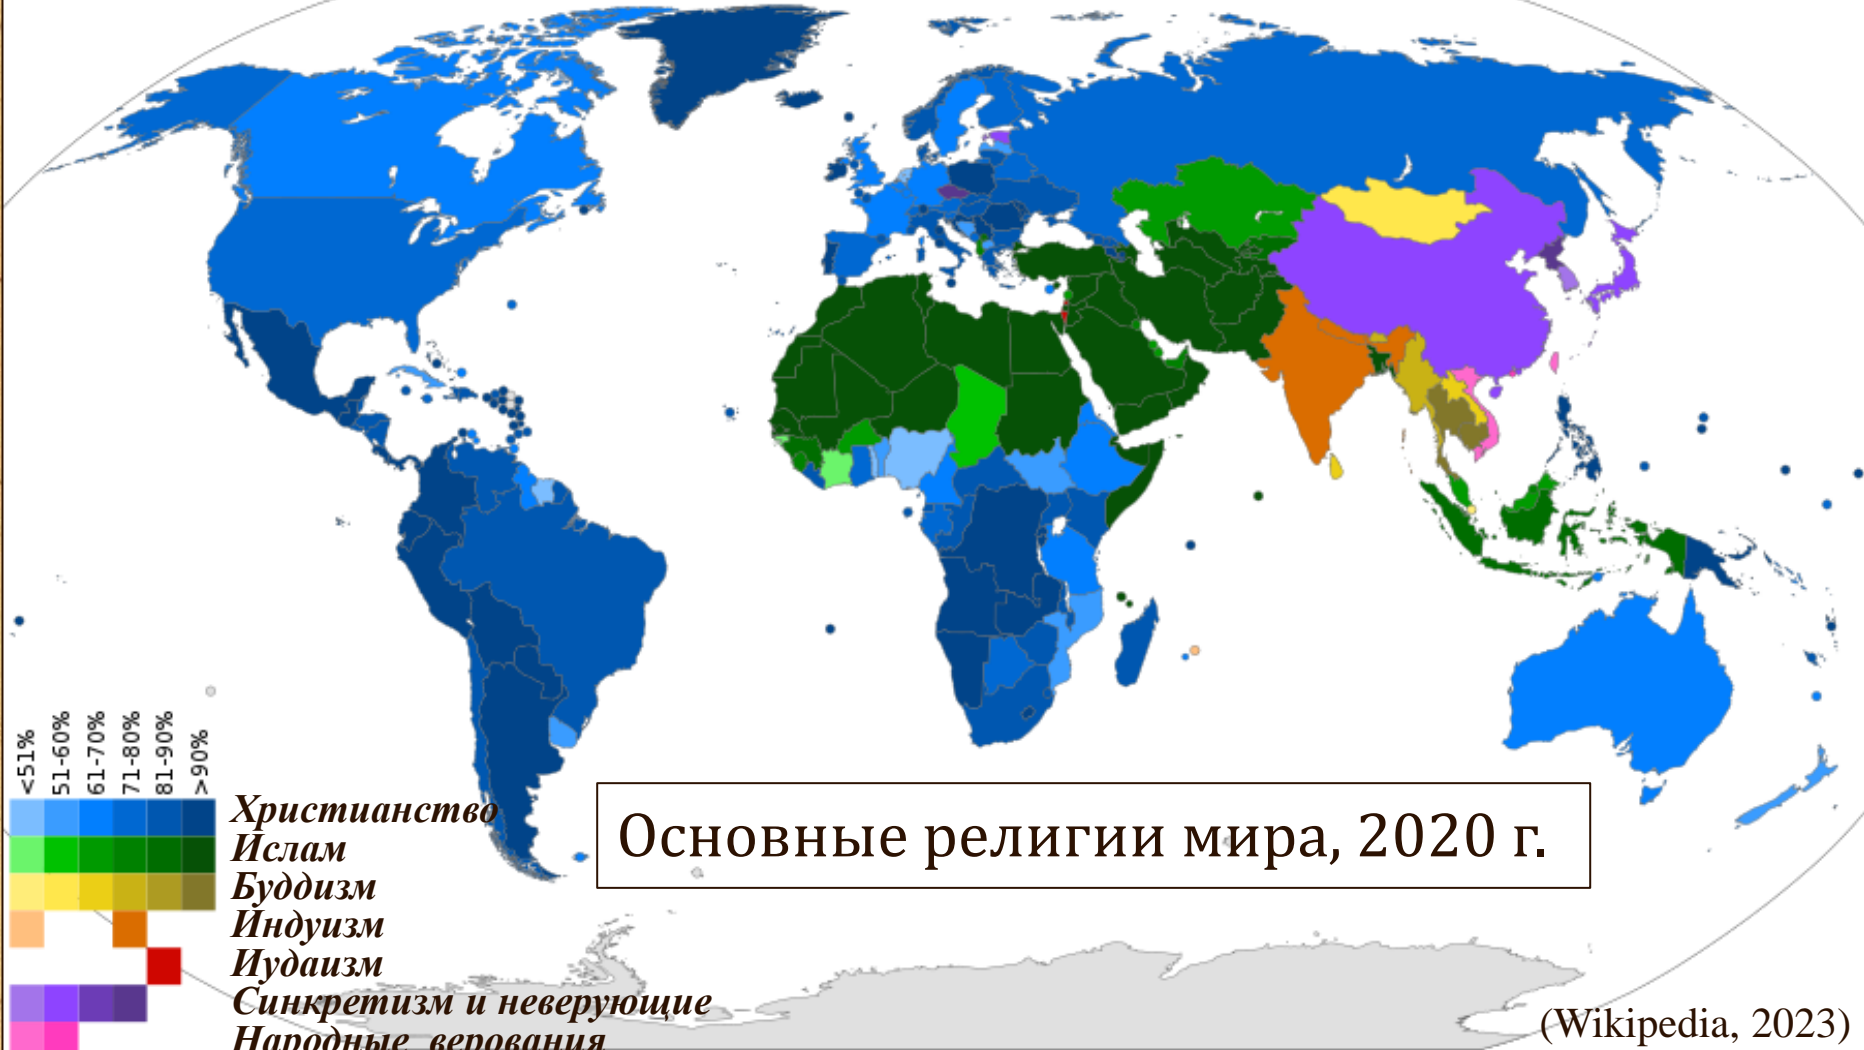 <51%
51-60%
61-70%
71-80%
81-90%
>90%
Христианство
Ислам
Буддизм
Индуизм
Иудаизм
Синкретизм и неверующие
Народные верования
Основные религии мира, 2020 г.
(Wikipedia, 2023)